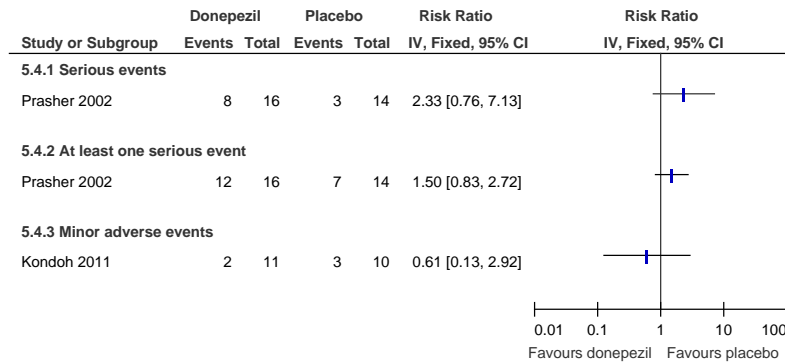 Donepezil Placebo Risk Ratio Risk Ratio
Study or Subgroup Events Total Events Total IV, Fixed, 95% CI IV, Fixed, 95% CI
5.4.1 Serious events
Prasher 2002 8 16 3 14 2.33 [0.76, 7.13]
5.4.2 At least one serious event
Prasher 2002 12 16 7 14 1.50 [0.83, 2.72]
5.4.3 Minor adverse events
Kondoh 2011 2 11 3 10 0.61 [0.13, 2.92]
0.01 0.1 1 10 100
Favours donepezil Favours placebo